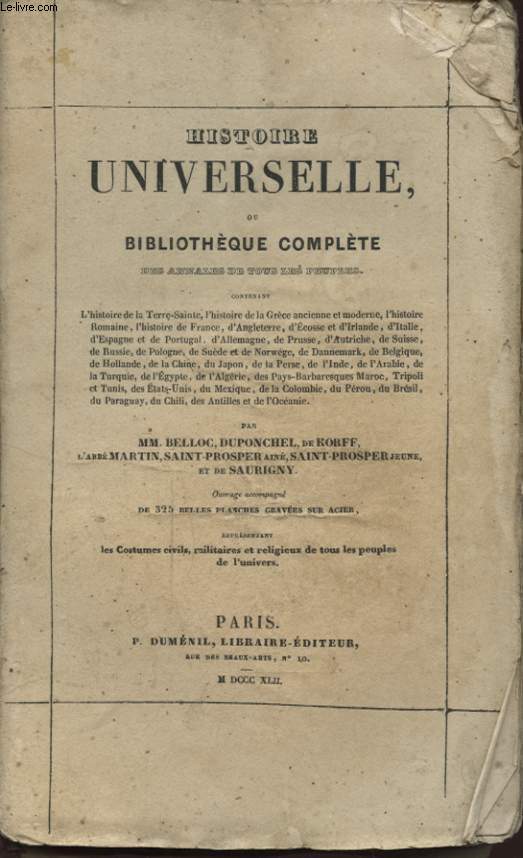 Le-livre.com
HISTOIRE
UNIVERSELLE,
OU
BIBLIOTHÈQUE COMPLÈTE
DES ANNALES DE TOUS LES PEUPLES.
CONTENANT
L'histoire de la Terre-Sainte, l'histoire de la Grèce ancienne et moderne, l'histoire
Romaine, l'histoire de France, d'Angleterre, d'Écosse et d'Irlande, d'Italie,
d'Espagne et de Portugal, d'Allemagne, de Prusse, d'Autriche, de Suisse,
de Russie, de Pologne, de Suède et de Norwége, de Dannemark, de Belgique,
de Hollande, de la Chine, du Japon, de la Perse, de l'Inde, de l'Arabie, de
la Turquie, de l'Égypte, de l'Algérie, des Pays-Barbaresques Maroc, Tripoli
et Tunis, des États-Unis, du Mexique, de la Colombie, du Pérou, du Brésil,
du Paraguay, du Chili, des Antilles et de l'Océanie.
PAR
MM. BELLOC, DUPONCHEL, DE KORFF,
L'ABBÉ MARTIN, SAINT-PROSPER AINÉ, SAINT-PROSPER JEUNE,
ET DE SAURIGNY.
Ouvrage accompagné
DE 325 BELLES PLANCHES GRAVÉES SUR ACIER,
REPRÉSENTANT
les Costumes civils, militaires et religieux de tous les peuples
de l'univers.
PARIS.
P. DUMÉNIL, LIBRAIRE-ÉDITEUR,
RUE DES BEAUX-ARTS, N° 10.
M DCCC XLII.